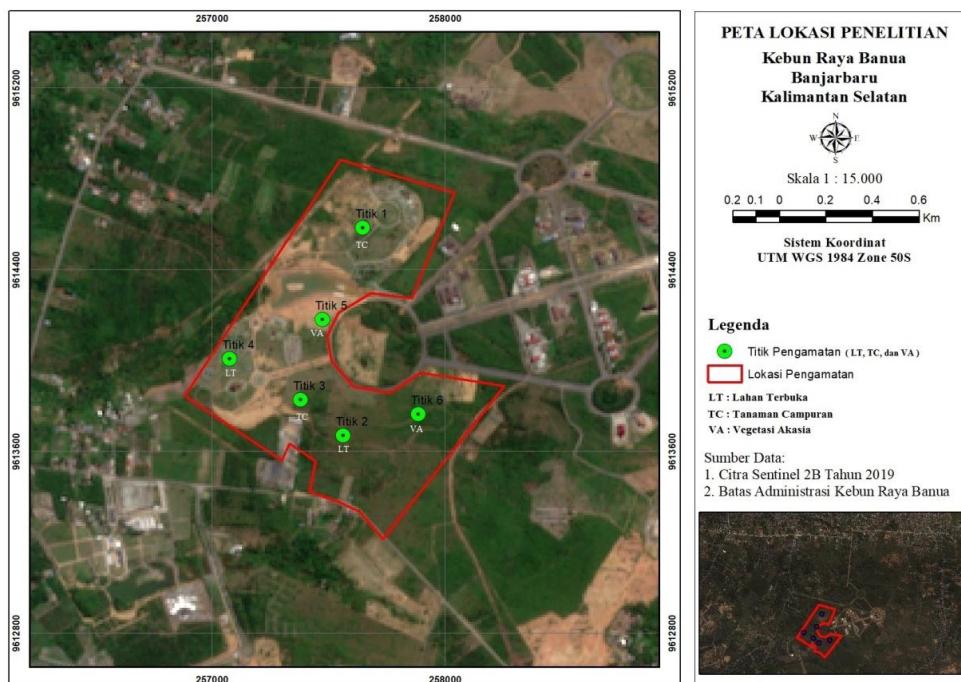 257000 258000
9615200 9615200
9614400 9614400
9613600 9613600
9612800 9612800
257000 258000
Titik 1
TC
Titik 5
VA
Titik 4
LT
Titik 3
TC
Titik 2
LT
Titik 6
VA
PETA LOKASI PENELITIAN
Kebun Raya Banua
Banjarbaru
Kalimantan Selatan
N
W E
S
Skala 1 : 15.000
0.2 0.1 0 0.2 0.4 0.6
Km
Sistem Koordinat
UTM WGS 1984 Zone 50S
Legenda
Titik Pengamatan ( LT, TC, dan VA )
Lokasi Pengamatan
LT : Lahan Terbuka
TC : Tanaman Campuran
VA : Vegetasi Akasia
Sumber Data:
1. Citra Sentinel 2B Tahun 2019
2. Batas Administrasi Kebun Raya Banua